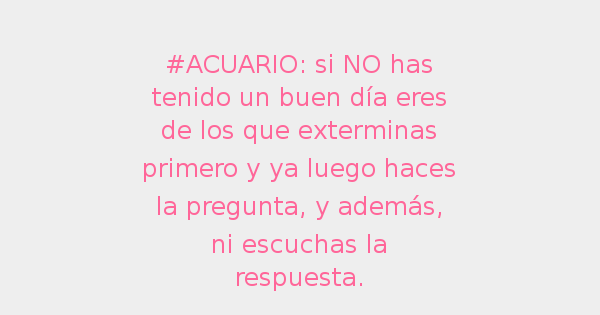 #ACUARIO: si NO has
tenido un buen día eres
de los que exterminas
primero y ya luego haces
la pregunta, y además,
ni escuchas la
respuesta.